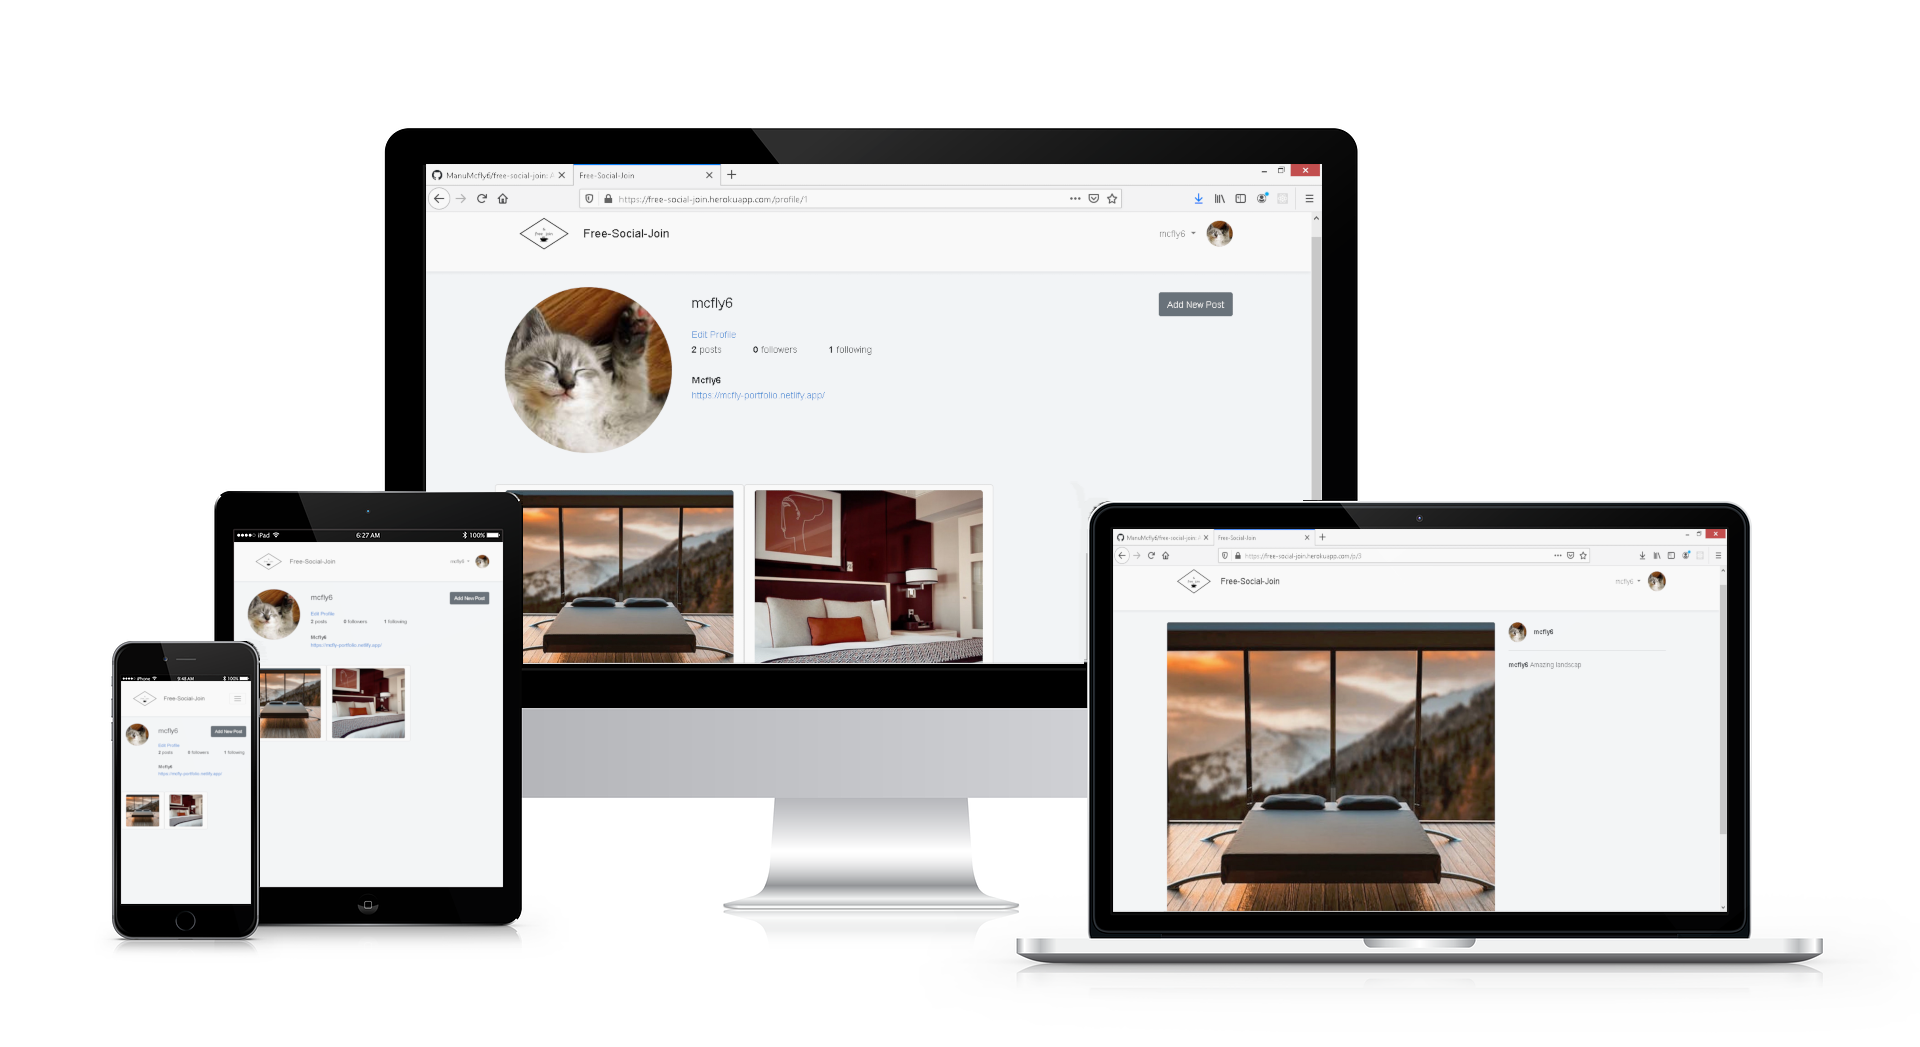 ManuMcfly6/free-social-join: A
Free-Social-Join
https://free-social-join.herokuapp.com/profile/1
Free Join
Free-Social-Join
mcfly6
mcfly6
Add New Post
Edit Profile
2 posts 0 followers 1 following
Mcfly6
https://mcfly-portfolio.netlify.app/
iPad 6:27 AM 100%
Free-Social-Join
mcfly6
mcfly6
Add New Post
Edit Profile
2 posts 0 followers 1 following
Mcfly6
https://mcfly-portfolio.netlify.app/
iPhone 9:48 AM 100%
Free-Social-Join
mcfly6
Add New Post
Edit Profile
2 posts 0 followers 1 following
Mcfly6
https://mcfly-portfolio.netlify.app/
ManuMcfly6/free-social-join: A
Free-Social-Join
https://free-social-join.herokuapp.com/p/3
Free-Social-Join
mcfly6
mcfly6
mcfly6 Amazing landscap